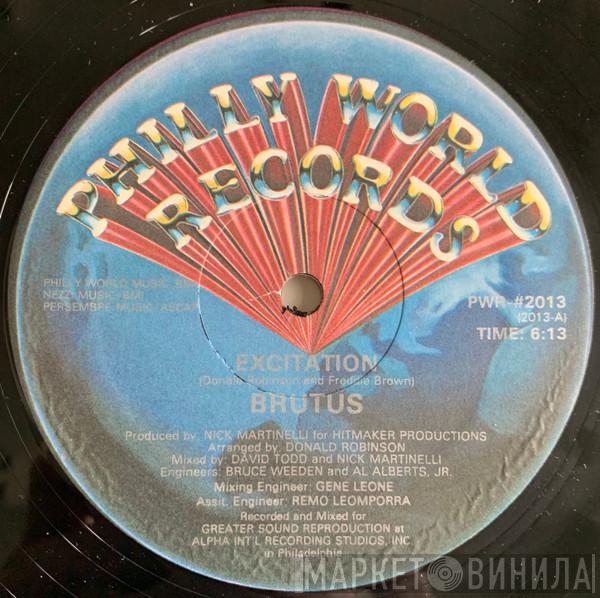 PHILLY WORLD
RECORDS
PHILLY WORLD MUSIC - BMI
NEZZI MUSIC - BMI
PERSEMBRE MUSIC - ASCAP
PWR-#2013
(2013-A)
TIME: 6:13
EXCITATION
(Donald Robinson and Freddie Brown)
BRUTUS
Produced by: NICK MARTINELLI for HITMAKER PRODUCTIONS
Arranged by: DONALD ROBINSON
Mixed by: DAVID TODD and NICK MARTINELLI
Engineers: BRUCE WEEDEN and AL ALBERTS, JR.
Mixing Engineer: GENE LEONE
Assit. Engineer: REMO LEOMPORRA
Recorded and Mixed for
GREATER SOUND REPRODUCTION at
ALPHA INT'L RECORDING STUDIOS, INC.
in Philadelphia
МАРКЕТ ВИНИЛА